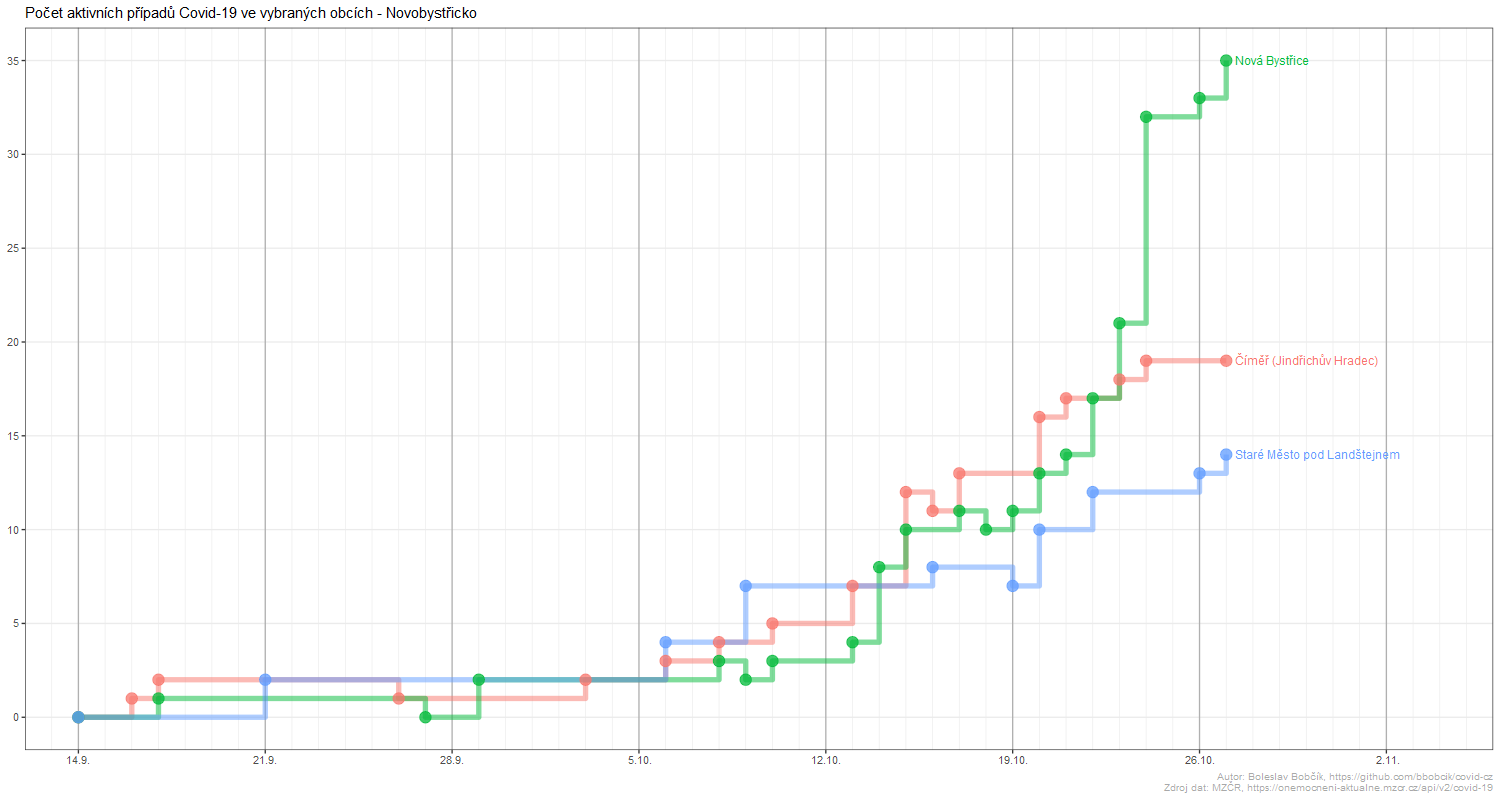 Počet aktivních případů Covid-19 ve vybraných obcích - Novobystřicko
35
30
25
20
15
10
5
0
Nová Bystřice
Číměř (Jindřichův Hradec)
Staré Město pod Landštejnem
14.9.
21.9.
28.9.
5.10.
12.10.
19.10.
26.10.
2.11.
Autor: Boleslav Bobčík, https://github.com/bbobcik/covid-cz
Zdroj dat: MZČR, https://onemocneni-aktualne.mzcr.cz/api/v2/covid-19